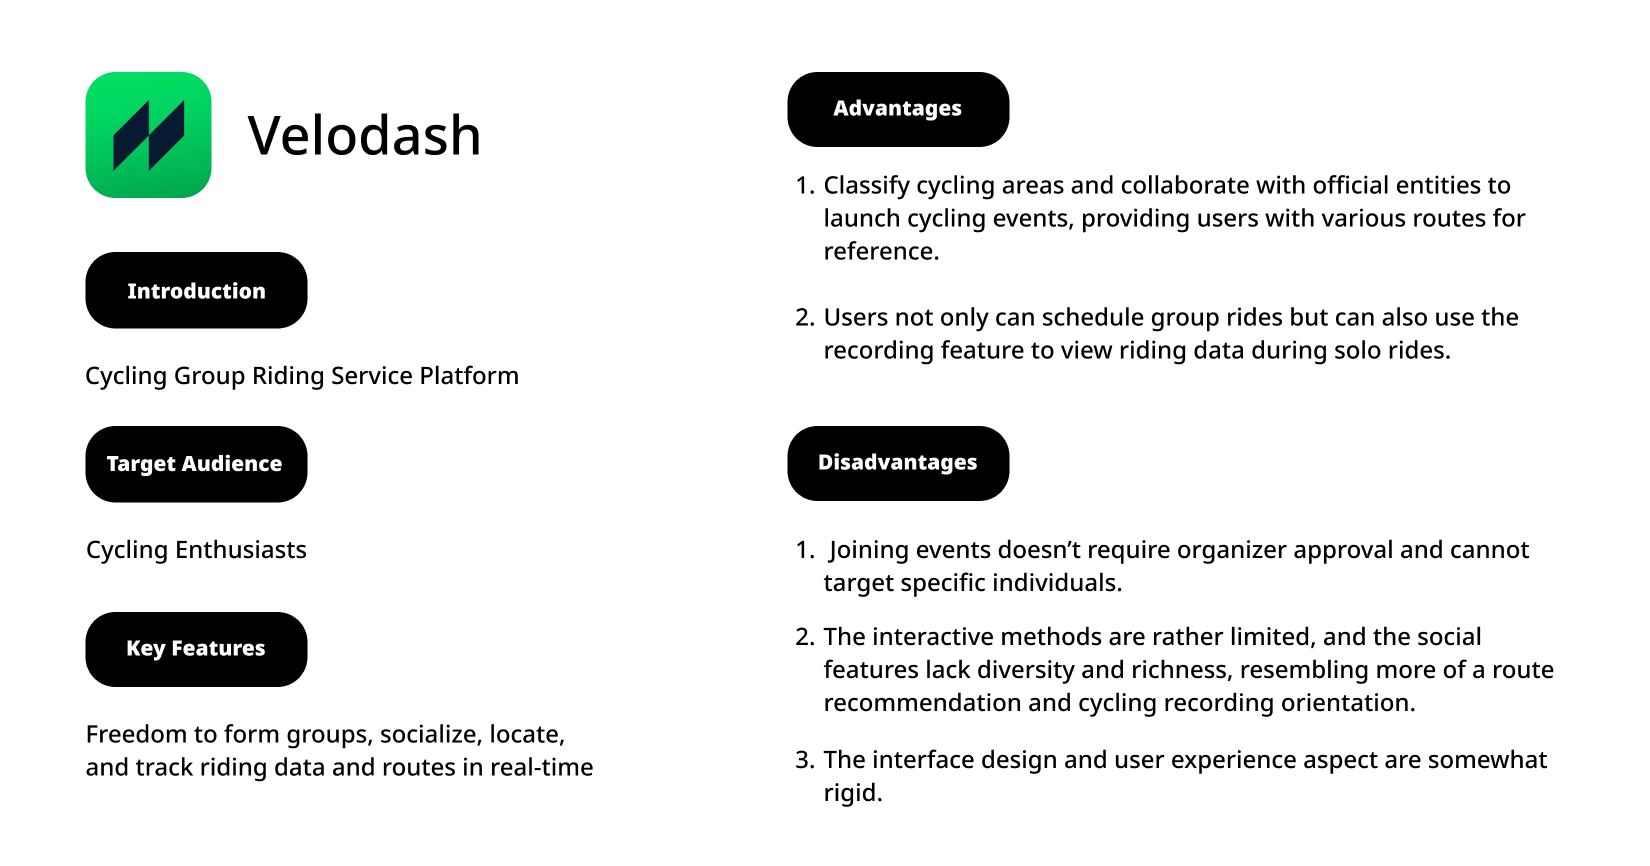 Velodash
Introduction
Cycling Group Riding Service Platform
Target Audience
Cycling Enthusiasts
Key Features
Freedom to form groups, socialize, locate,
and track riding data and routes in real-time
Advantages
1. Classify cycling areas and collaborate with official entities to
launch cycling events, providing users with various routes for
reference.
2. Users not only can schedule group rides but can also use the
recording feature to view riding data during solo rides.
Disadvantages
1. Joining events doesn’t require organizer approval and cannot
target specific individuals.
2. The interactive methods are rather limited, and the social
features lack diversity and richness, resembling more of a route
recommendation and cycling recording orientation.
3. The interface design and user experience aspect are somewhat
rigid.